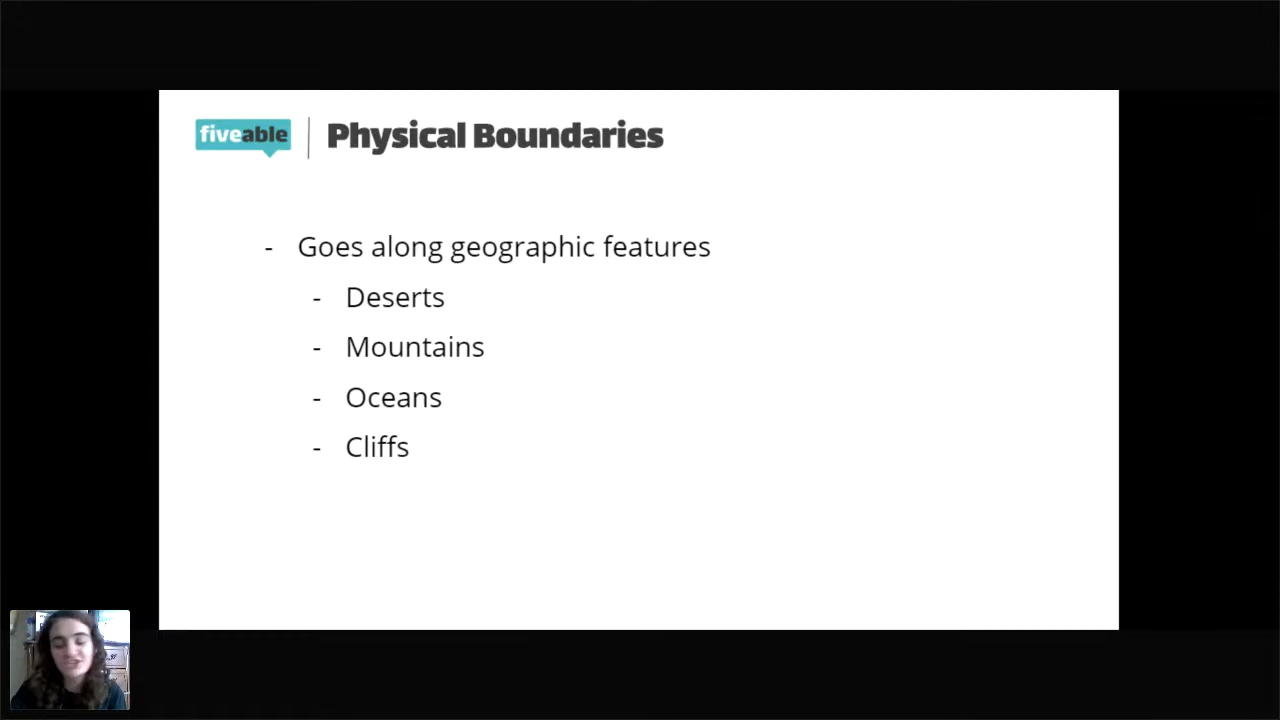 fiveable
Physical Boundaries
- Goes along geographic features
- Deserts
- Mountains
- Oceans
- Cliffs